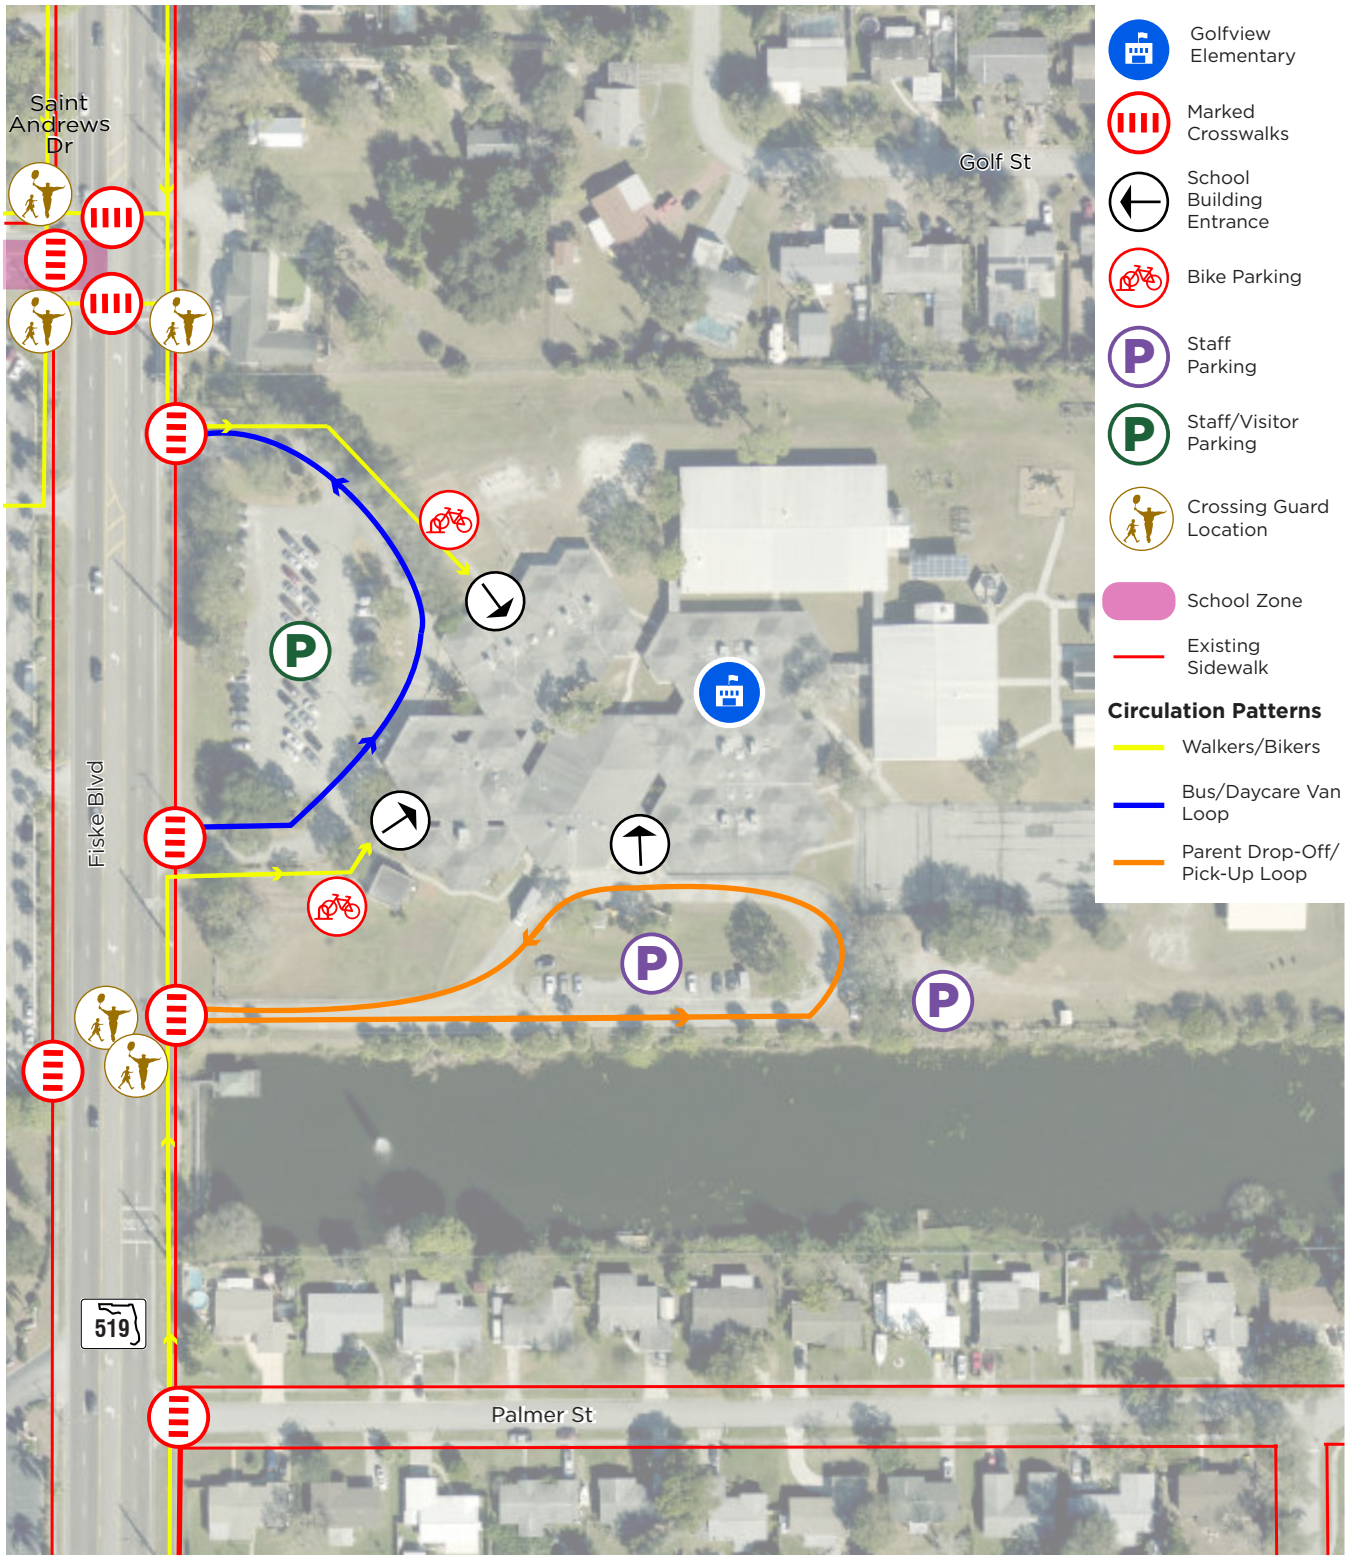 Saint
Andrews
Dr
Golf St
P
P
P
Fiske Blvd
519
Palmer St
Golfview
Elementary
Marked
Crosswalks
School
Building
Entrance
Bike Parking
P
Staff
Parking
P
Staff/Visitor
Parking
Crossing Guard
Location
School Zone
Existing
Sidewalk
Circulation Patterns
Walkers/Bikers
Bus/Daycare Van
Loop
Parent Drop-Off/
Pick-Up Loop